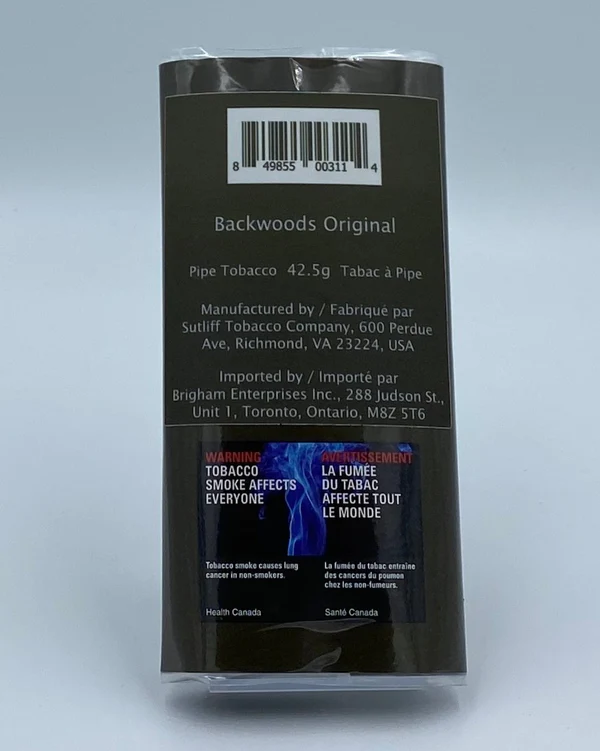 8 49855 00311 4
Backwoods Original
Pipe Tobacco 42.5g Tabac à Pipe
Manufactured by / Fabriqué par
Sutliff Tobacco Company, 600 Perdue
Ave, Richmond, VA 23224, USA
Imported by / Importé par
Brigham Enterprises Inc., 288 Judson St.,
Unit 1, Toronto, Ontario, M8Z 5T6
WARNING
TOBACCO
SMOKE AFFECTS
EVERYONE
Tobacco smoke causes lung
cancer in non-smokers.
Health Canada
AVERTISSEMENT
LA FUMÉE
DU TABAC
AFFECTE TOUT
LE MONDE
La fumée du tabac entraîne
des cancers du poumon
chez les non-fumeurs.
Santé Canada